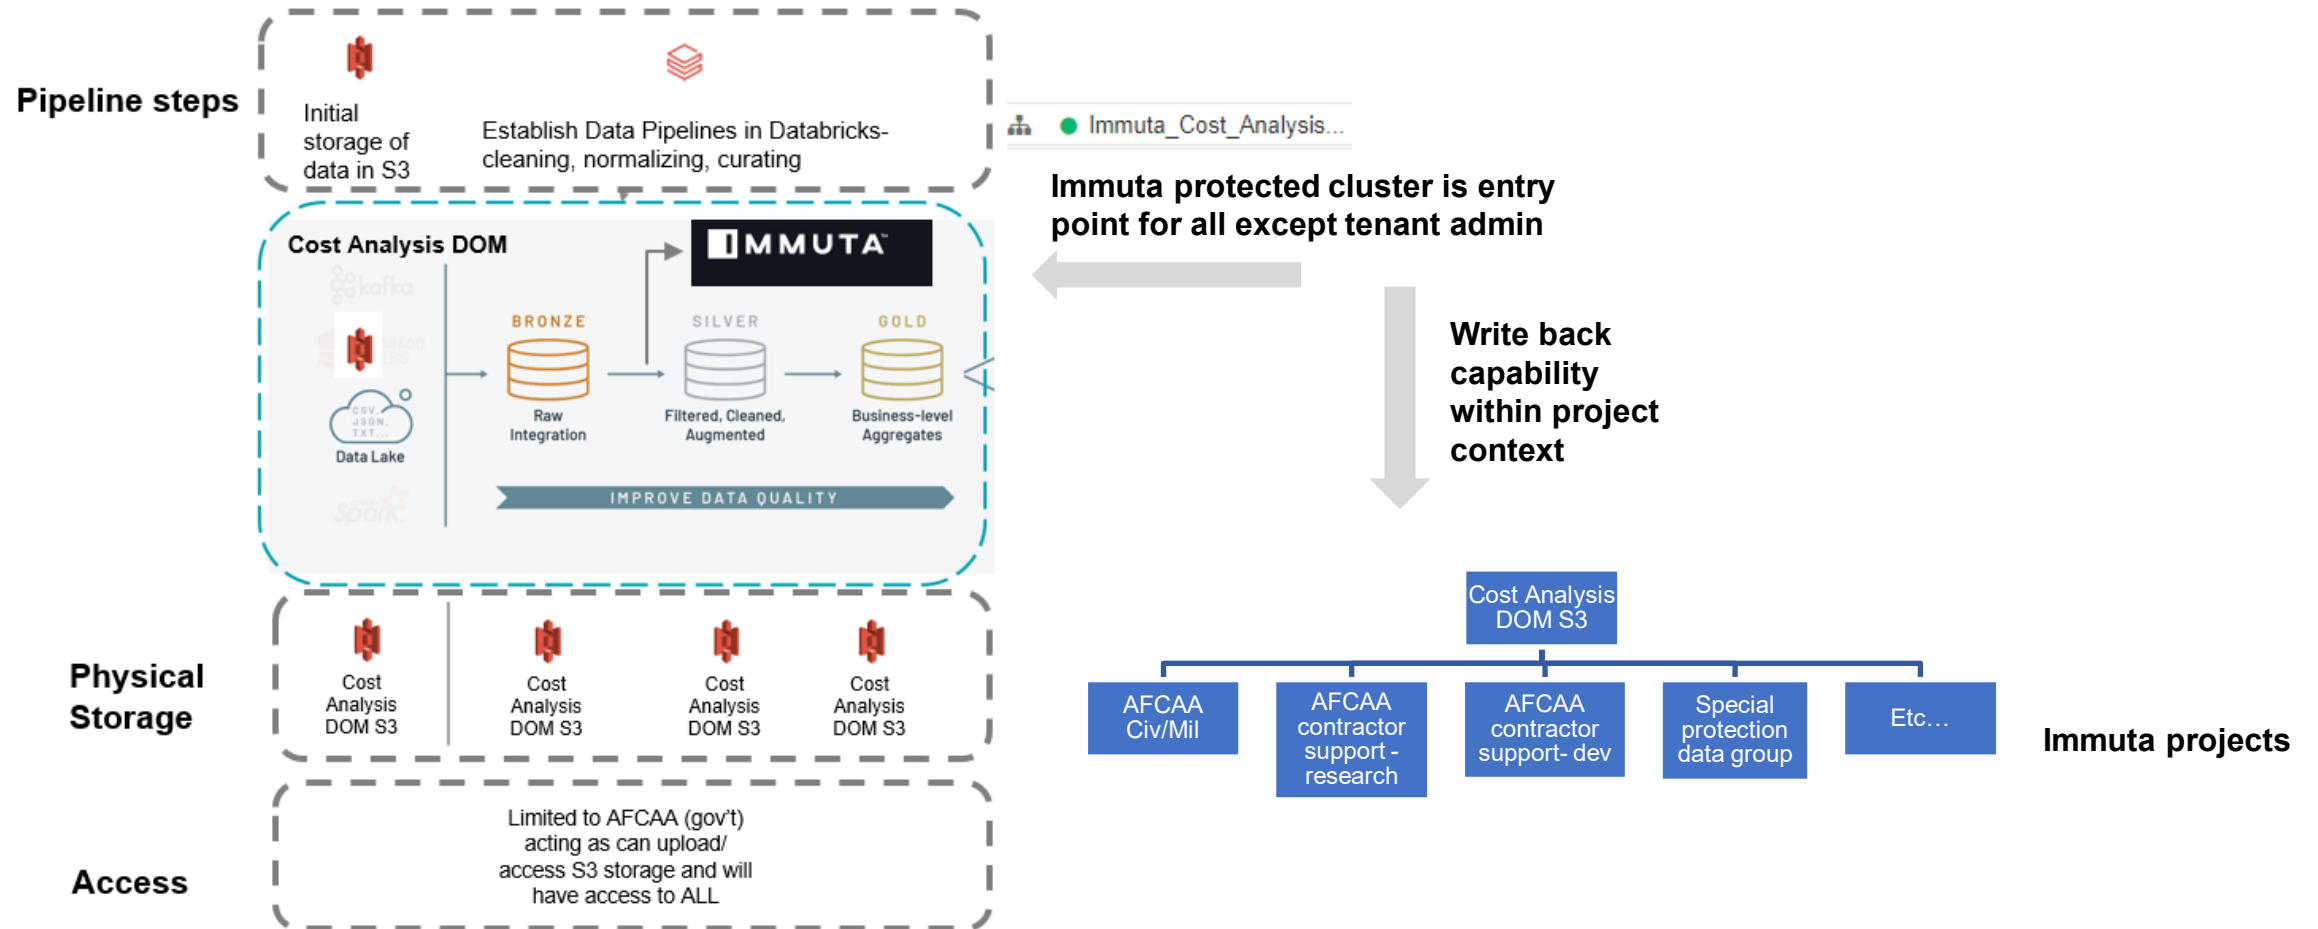 Pipeline steps
Initial
storage of
data in S3
Establish Data Pipelines in Databricks-
cleaning, normalizing, curating
Immuta_Cost_Analysis...
Immuta protected cluster is entry
point for all except tenant admin
Cost Analysis DOM
IMMUTA
kafka
BRONZE
SILVER
GOLD
CSV,
JSON,
TXT...
Data Lake
Raw
Integration
Filtered, Cleaned,
Augmented
Business-level
Aggregates
Spark
IMPROVE DATA QUALITY
Write back
capability
within project
context
Physical
Storage
Cost
Analysis
DOM S3
Cost
Analysis
DOM S3
Cost
Analysis
DOM S3
Cost
Analysis
DOM S3
Cost Analysis
DOM S3
AFCAA
Civ/Mil
AFCAA
contractor
support -
research
AFCAA
contractor
support- dev
Special
protection
data group
Etc…
Immuta projects
Access
Limited to AFCAA (gov't)
acting as can upload/
access S3 storage and will
have access to ALL